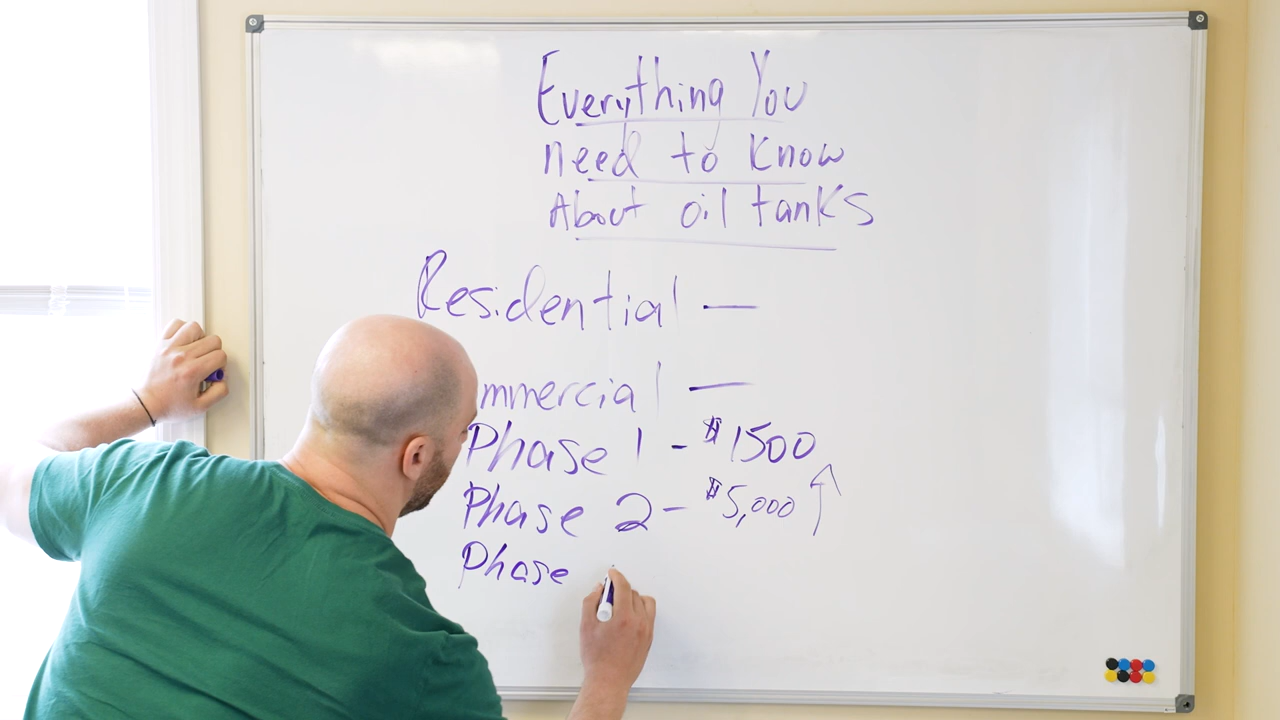 Everything You
need to Know
About oil tanks
Residential —
mmercial —
Phase 1 - $1500
Phase 2 - $5,000 ↑
Phase